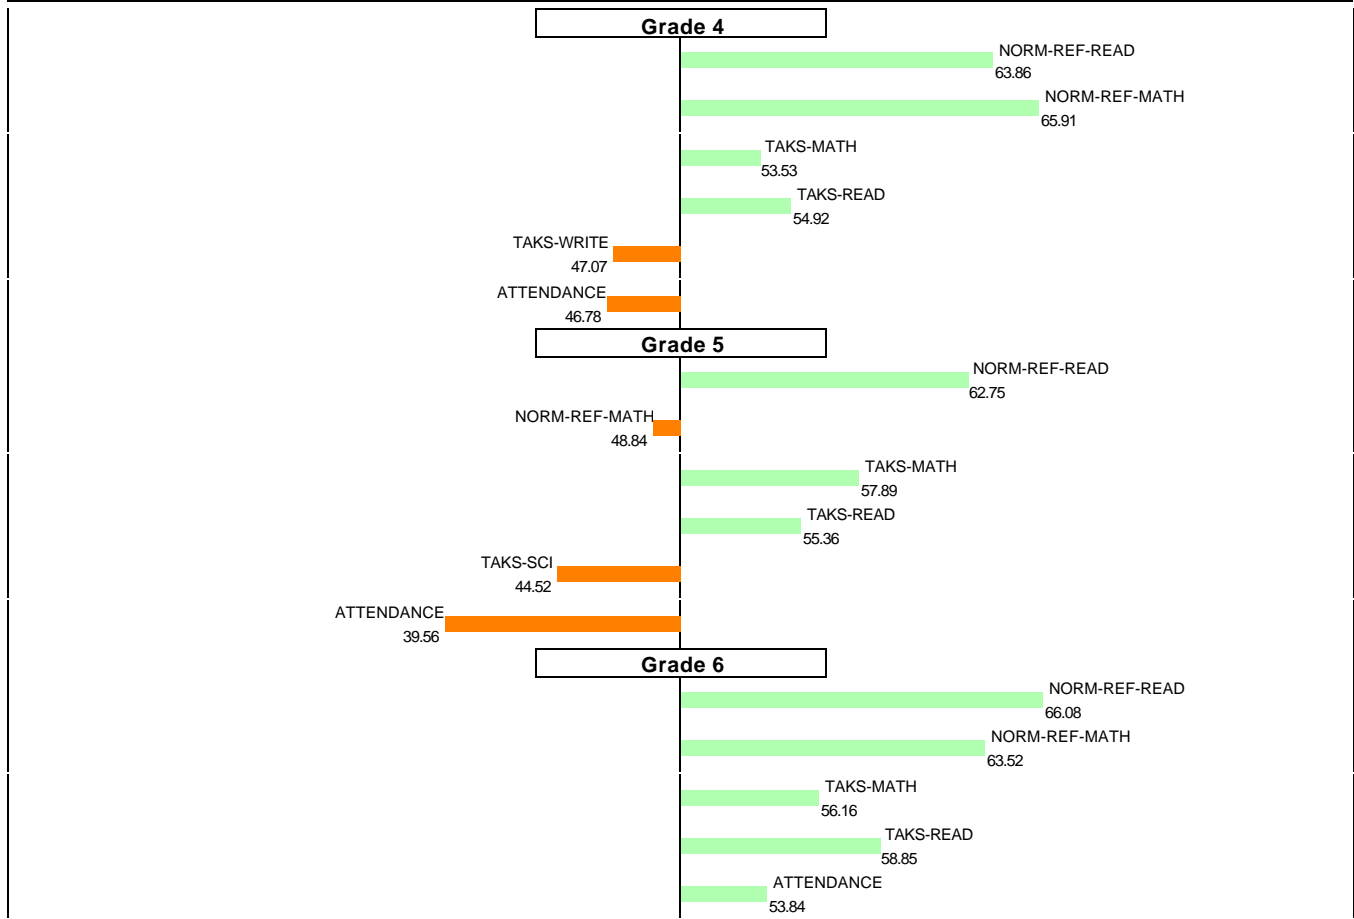 Grade 4
NORM-REF-READ
63.86
NORM-REF-MATH
65.91
TAKS-MATH
53.53
TAKS-READ
54.92
TAKS-WRITE
47.07
ATTENDANCE
46.78
Grade 5
NORM-REF-READ
62.75
NORM-REF-MATH
48.84
TAKS-MATH
57.89
TAKS-READ
55.36
TAKS-SCI
44.52
ATTENDANCE
39.56
Grade 6
NORM-REF-READ
66.08
NORM-REF-MATH
63.52
TAKS-MATH
56.16
TAKS-READ
58.85
ATTENDANCE
53.84